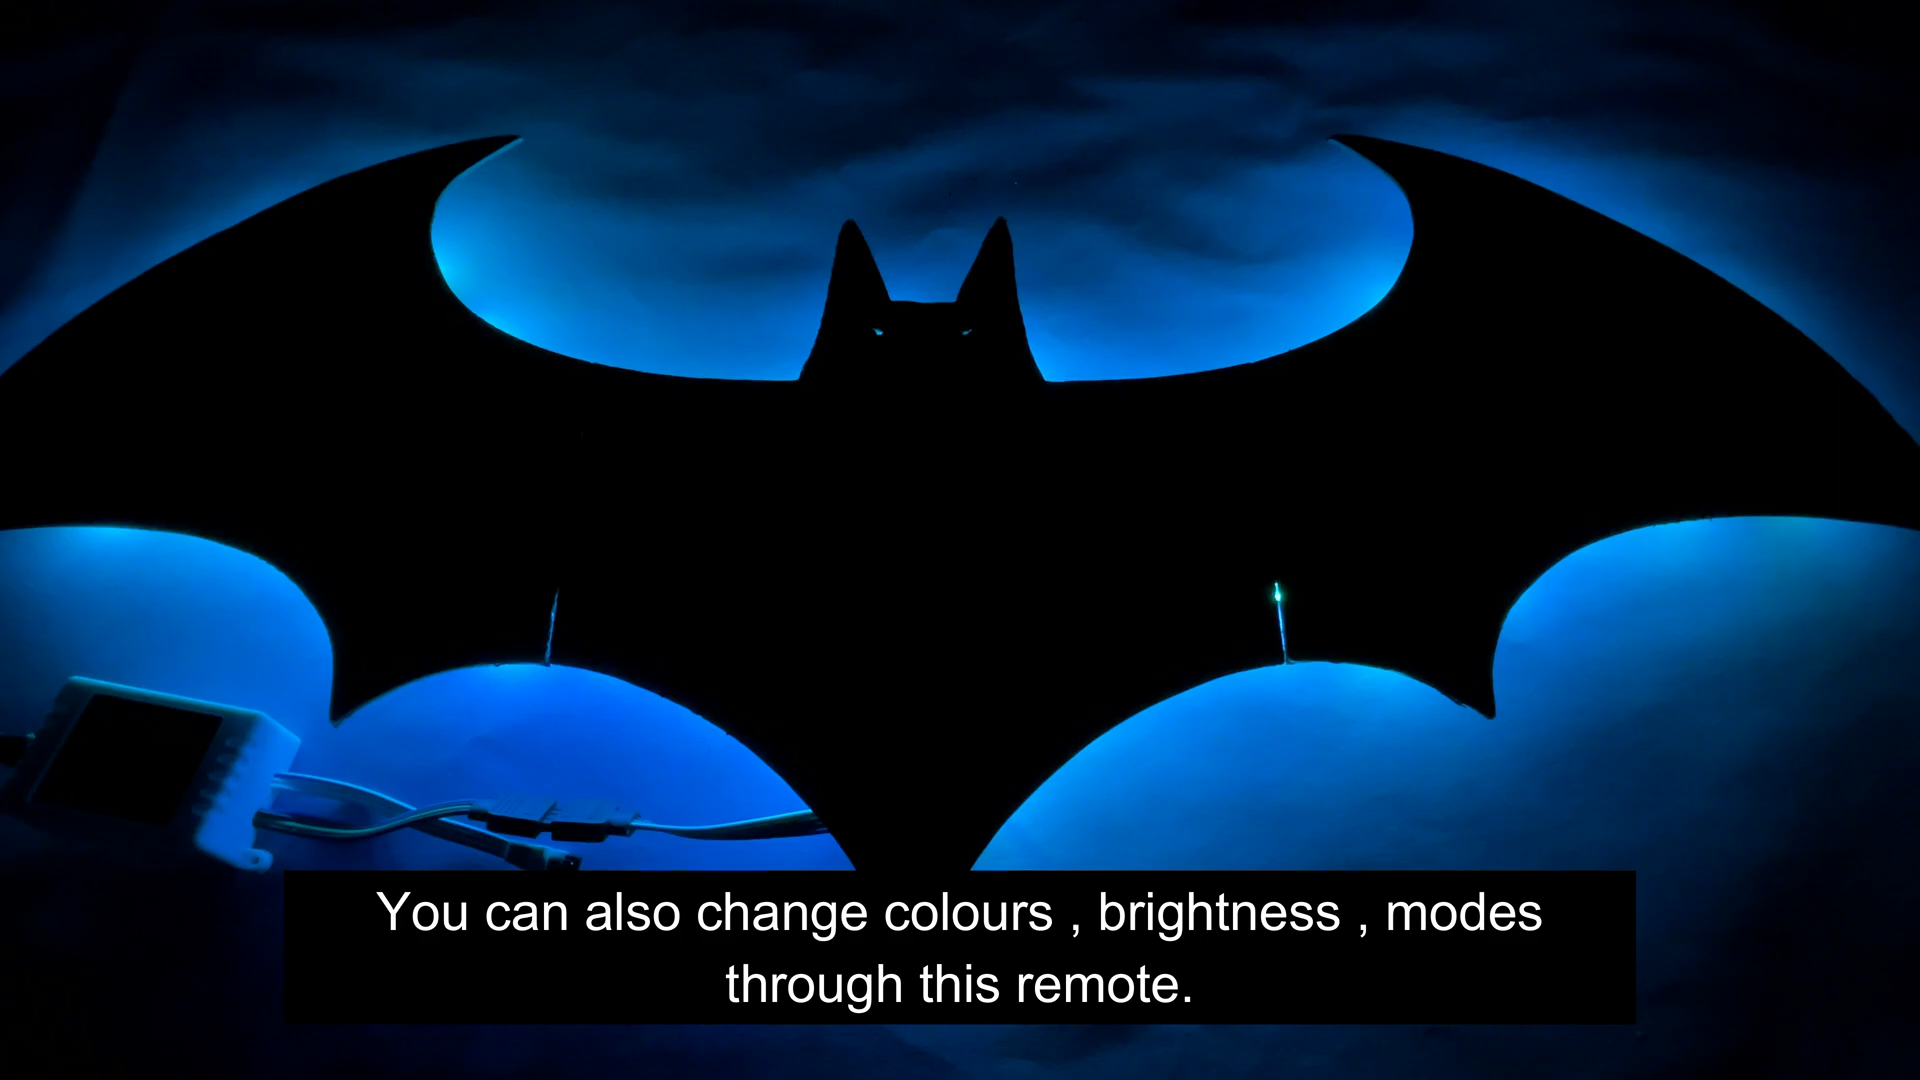 You can also change colours , brightness , modes
through this remote.